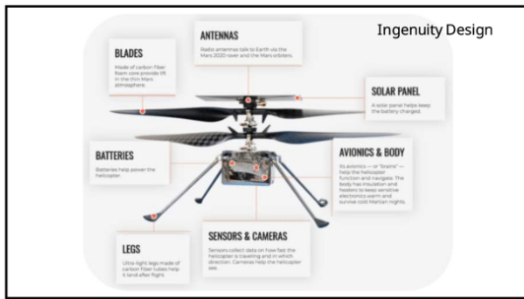 Ingenuity Design
ANTENNAS
Radio antennas talk to Earth via the
Mars 2020 rover and the Mars orbiters.
BLADES
Made of carbon fiber
foam core provide lift
in the thin Mars
atmosphere.
SOLAR PANEL
A solar panel helps keep
the battery charged.
BATTERIES
Batteries help power the
helicopter.
AVIONICS & BODY
Its avionics — or "brains" —
help the helicopter
function and navigate. The
body has insulation and
heaters to keep sensitive
electronics warm and
survive cold Martian nights.
LEGS
Ultra-light legs made of
carbon fiber tubes help
it land after flight.
SENSORS & CAMERAS
Sensors collect data on how fast the
helicopter is traveling and in which
direction. Cameras help the helicopter
see.